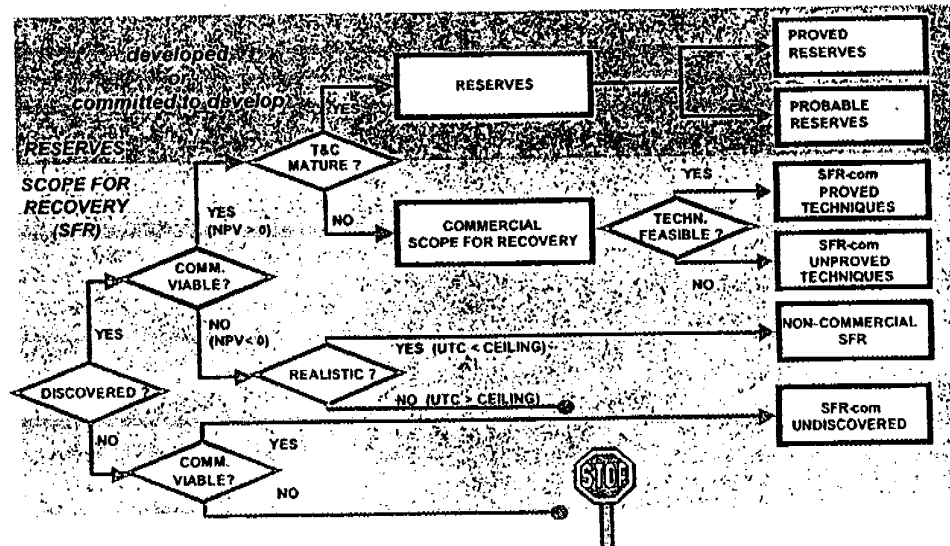 developed
or
committed to develop
RESERVES
SCOPE FOR
RECOVERY
(SFR)
YES
T&C
MATURE ?
NO
RESERVES
PROVED
RESERVES
PROBABLE
RESERVES
YES
(NPV > 0)
COMM.
VIABLE?
NO
(NPV< 0)
COMMERCIAL
SCOPE FOR RECOVERY
TECHN.
FEASIBLE ?
YES
NO
SFR-com
PROVED
TECHNIQUES
SFR-com
UNPROVED
TECHNIQUES
YES
DISCOVERED ?
NO
REALISTIC ?
YES (UTC < CEILING)
NO (UTC > CEILING)
NON-COMMERCIAL
SFR
COMM.
VIABLE?
YES
NO
SFR-com
UNDISCOVERED
STOP